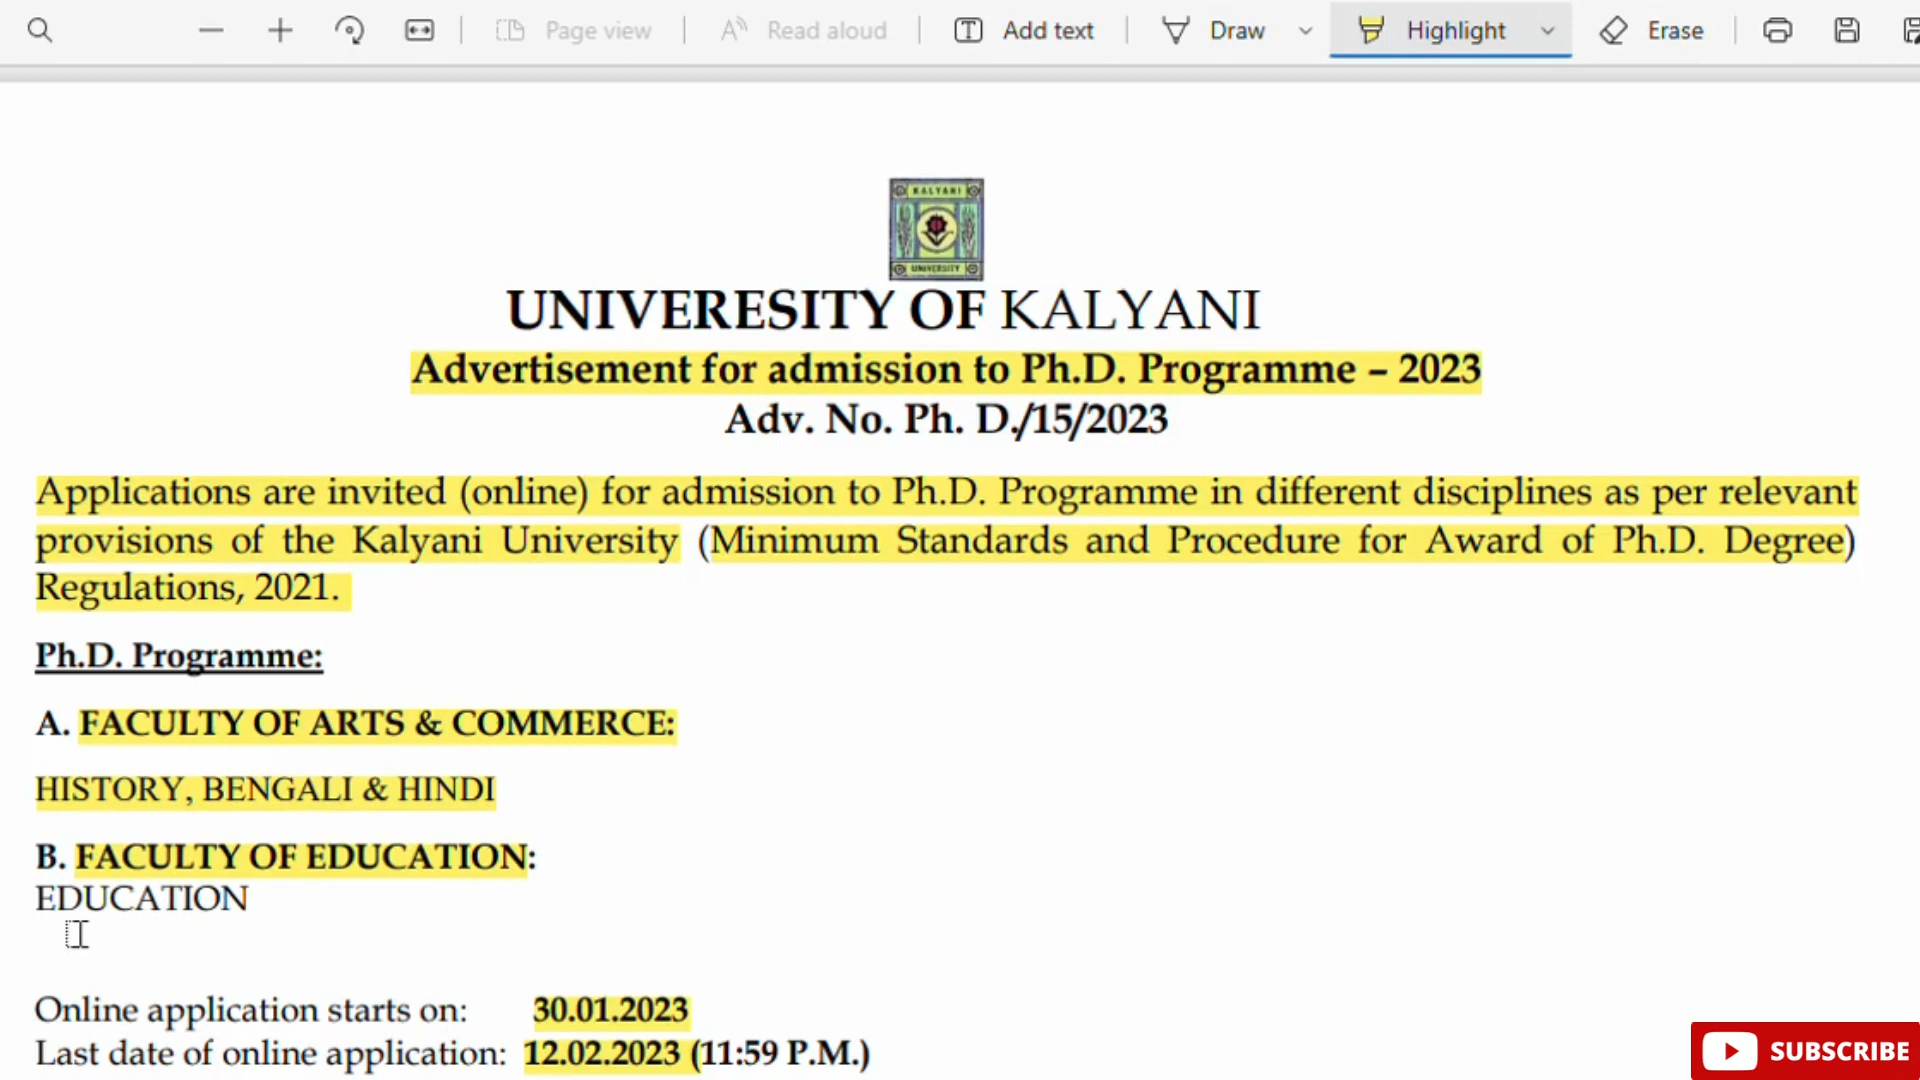 Page view Read aloud Add text Draw Highlight Erase
KALYANI
UNIVERSITY
UNIVERESITY OF KALYANI
Advertisement for admission to Ph.D. Programme – 2023
Adv. No. Ph. D./15/2023
Applications are invited (online) for admission to Ph.D. Programme in different disciplines as per relevant
provisions of the Kalyani University (Minimum Standards and Procedure for Award of Ph.D. Degree)
Regulations, 2021.
Ph.D. Programme:
A. FACULTY OF ARTS & COMMERCE:
HISTORY, BENGALI & HINDI
B. FACULTY OF EDUCATION:
EDUCATION
Online application starts on: 30.01.2023
Last date of online application: 12.02.2023 (11:59 P.M.)
SUBSCRIBE